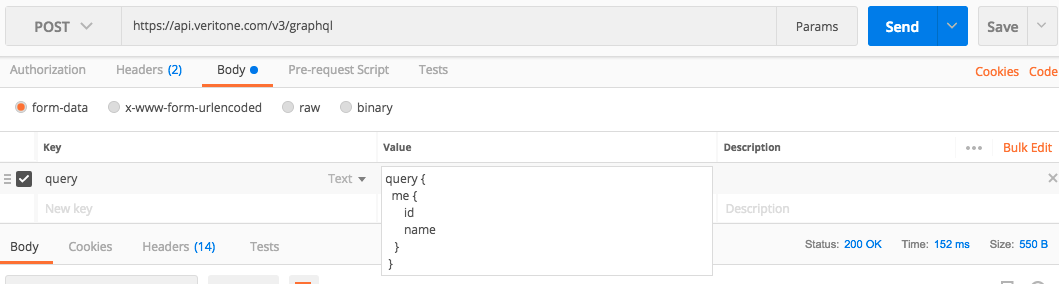 POST https://api.veritone.com/v3/graphql Params Send Save
Authorization Headers (2) Body Pre-request Script Tests Cookies Code
form-data x-www-form-urlencoded raw binary
Key Value Description Bulk Edit
query Text query {
me {
id
name
}
}
New key Description
Body Cookies Headers (14) Tests Status: 200 OK Time: 152 ms Size: 550 B